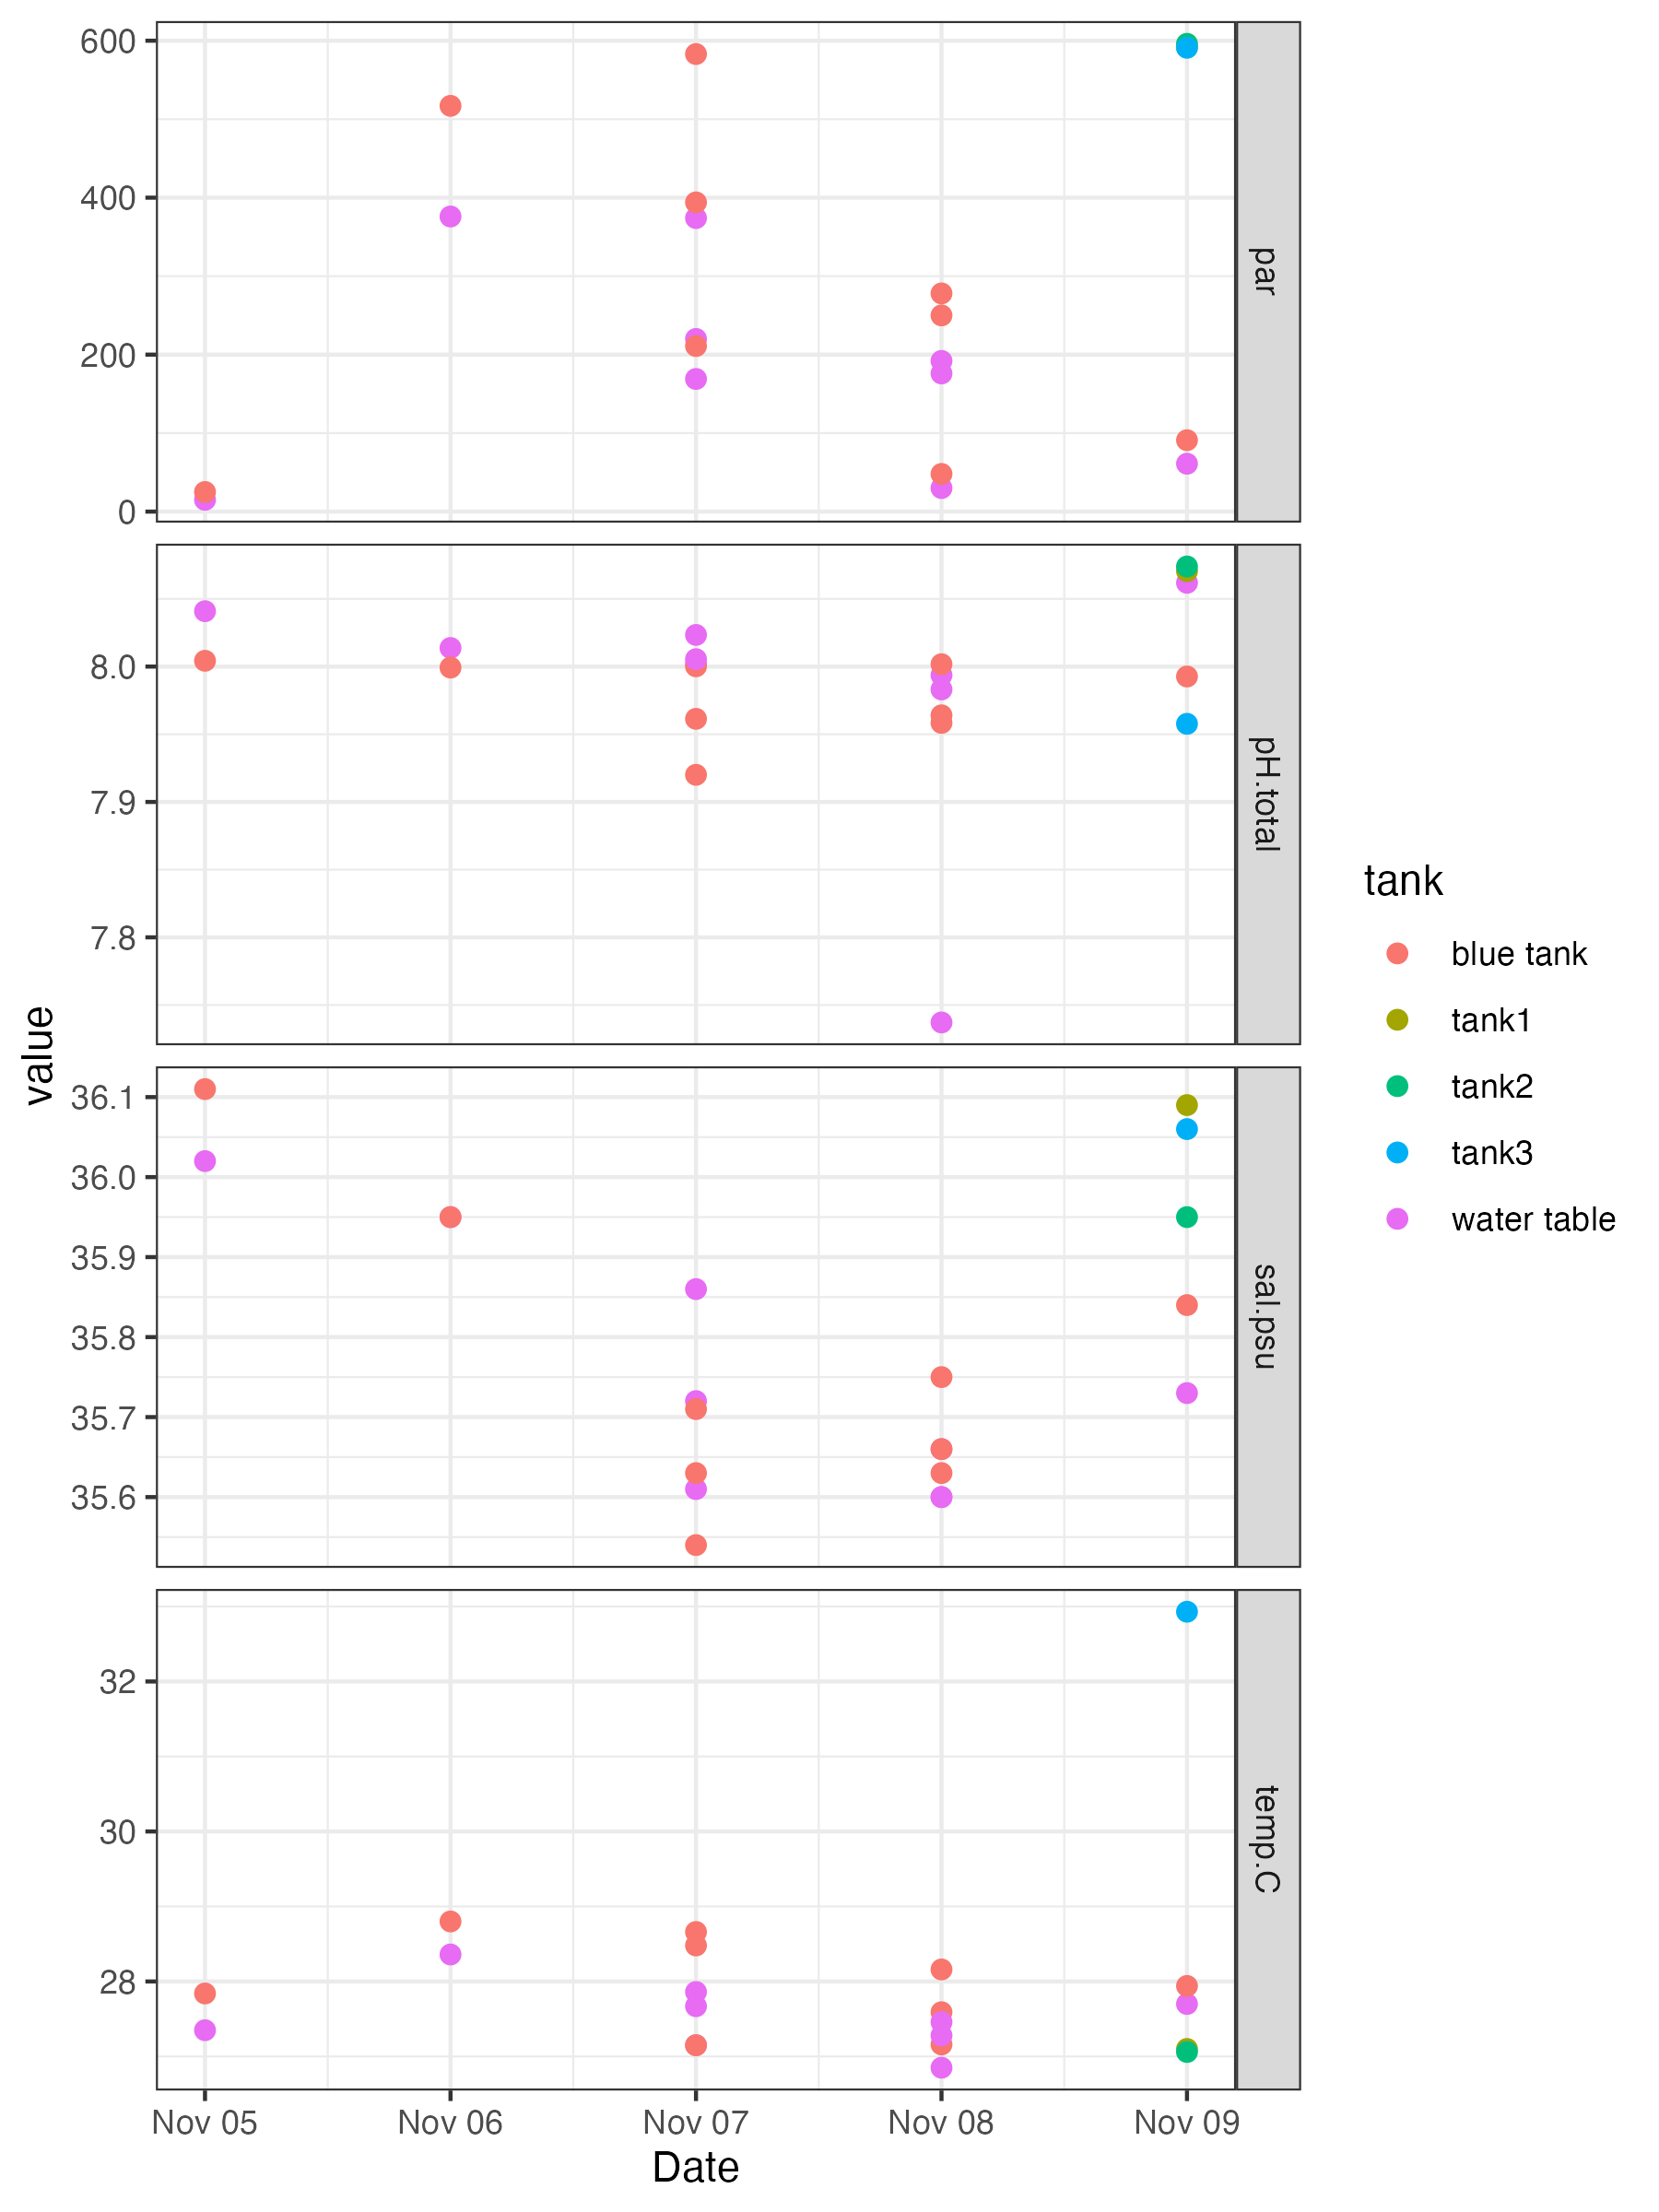 value
600
400
200
0
par
8.0
7.9
7.8
pH.total
36.1
36.0
35.9
35.8
35.7
35.6
sal.psu
32
30
28
temp.C
Nov 05 Nov 06 Nov 07 Nov 08 Nov 09
Date
tank
blue tank
tank1
tank2
tank3
water table